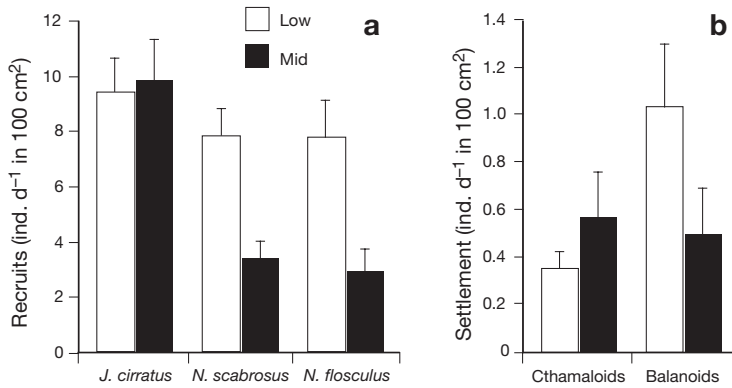 a
Low
Mid
Recruits (ind. d⁻¹ in 100 cm²)
12
10
8
6
4
2
0
J. cirratus
N. scabrosus
N. flosculus
b
Settlement (ind. d⁻¹ in 100 cm²)
1.4
1.2
1.0
0.8
0.6
0.4
0.2
0
Cthamaloids
Balanoids